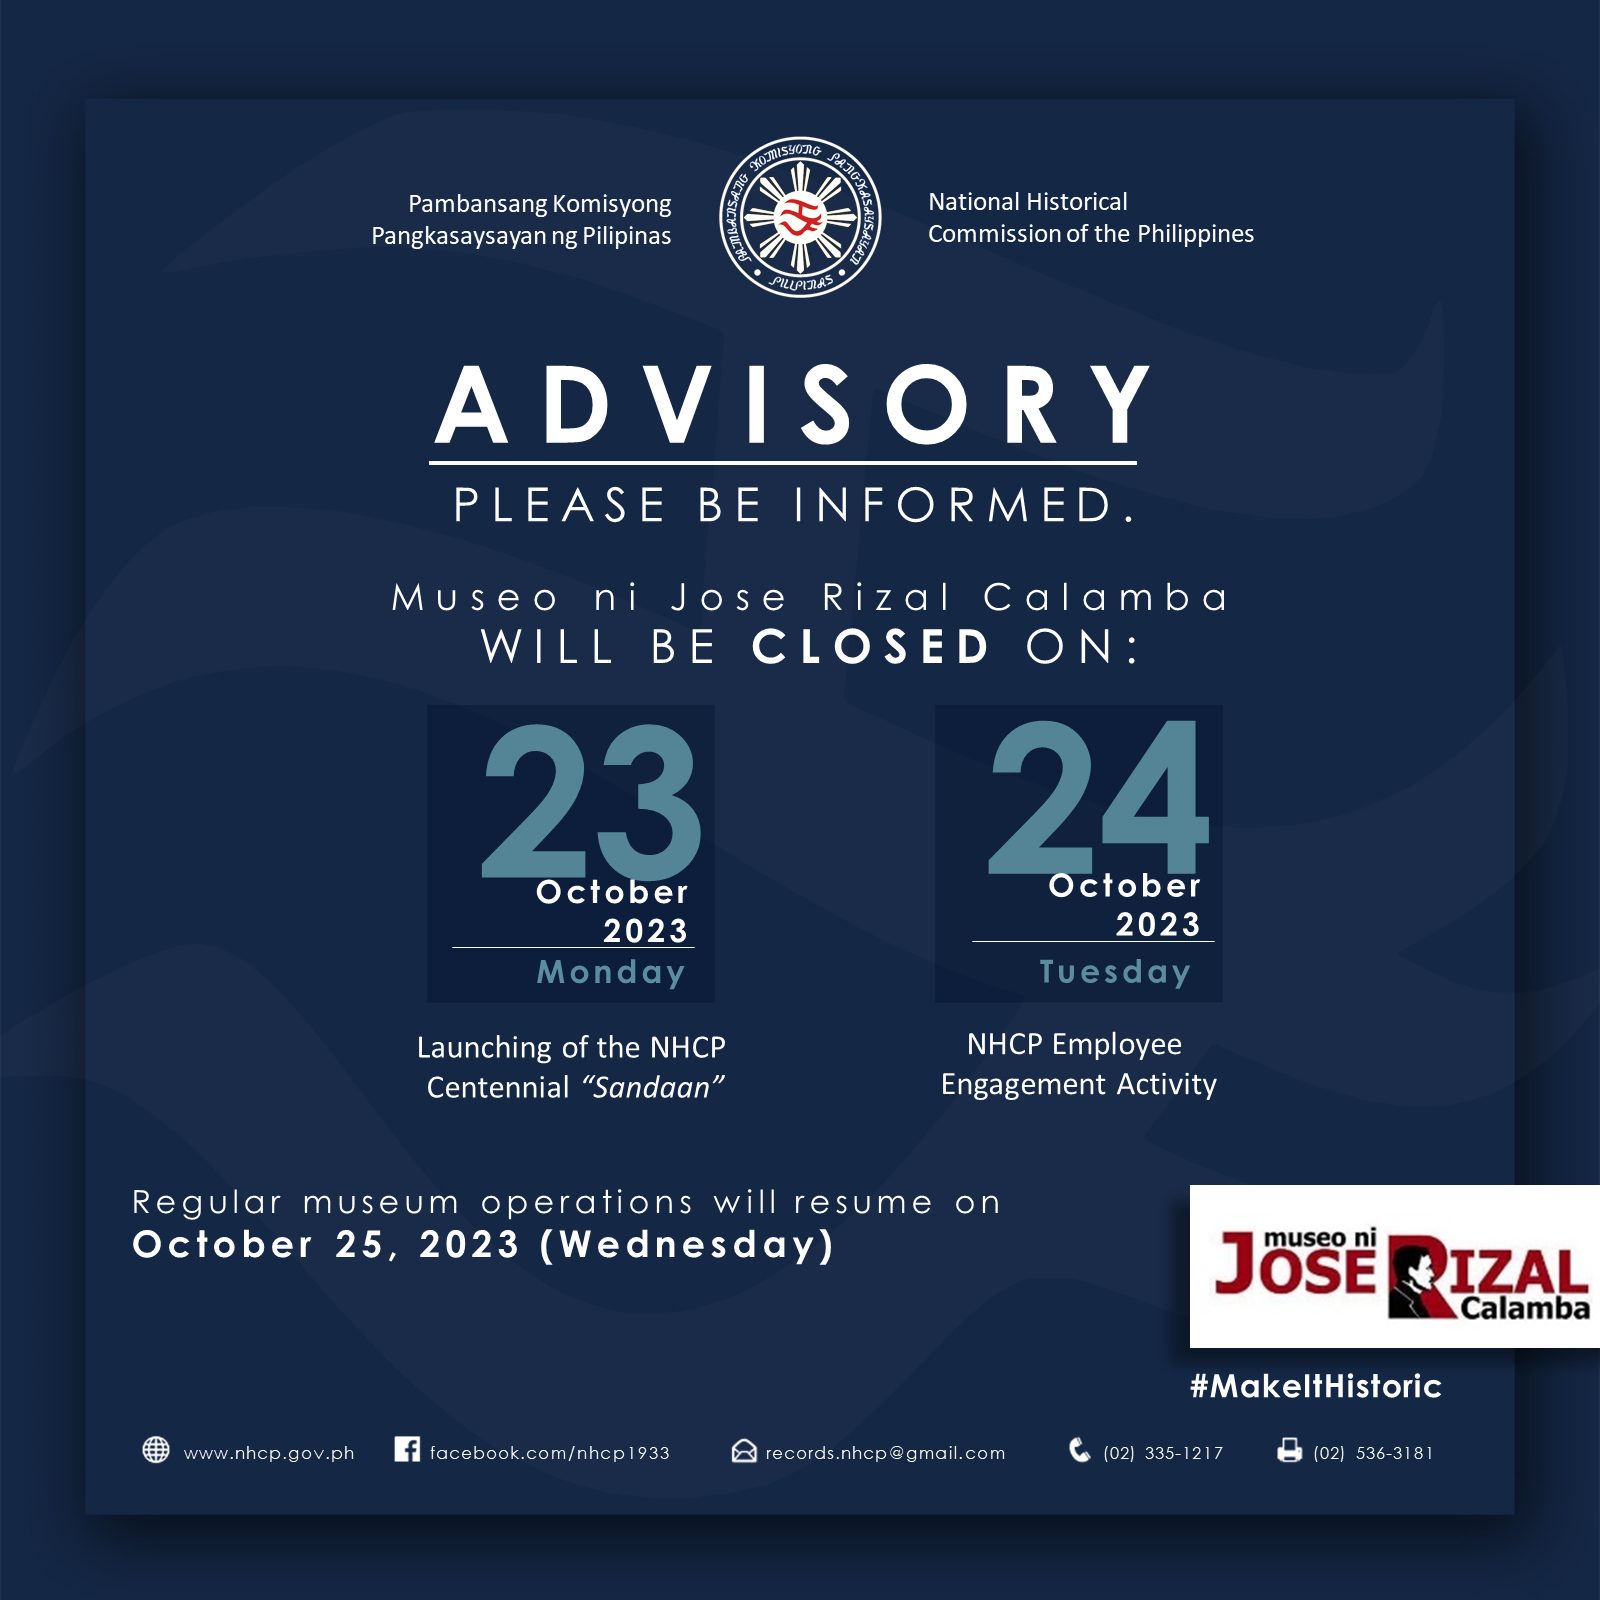 Pambansang Komisyong
Pangkasaysayan ng Pilipinas
PAMBANSANG KOMISYONG PANGKASAYSAYAN
• PILIPINAS •
National Historical
Commission of the Philippines
ADVISORY
PLEASE BE INFORMED.
Museo ni Jose Rizal Calamba
WILL BE CLOSED ON:
23
October
2023
Monday
Launching of the NHCP
Centennial “Sandaan”
24
October
2023
Tuesday
NHCP Employee
Engagement Activity
Regular museum operations will resume on
October 25, 2023 (Wednesday)
museo ni
JOSE RIZAL
Calamba
#MakeItHistoric
www.nhcp.gov.ph
facebook.com/nhcp1933
records.nhcp@gmail.com
(02) 335-1217
(02) 536-3181